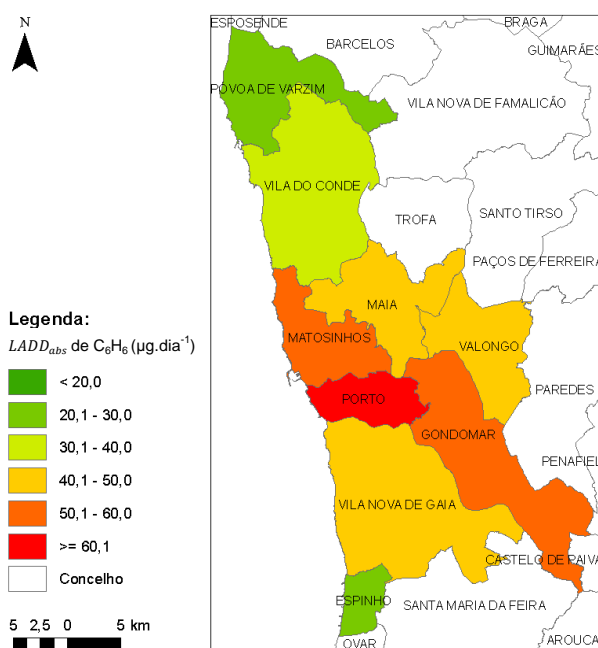 N
ESPOSENDE
BRAGA
BARCELOS
GUIMARÃES
POVOA DE VARZIM
VILA NOVA DE FAMALICÃO
VILA DO CONDE
TROFA
SANTO TIRSO
PAÇOS DE FERREIRA
MAIA
MATOSINHOS
VALONGO
PAREDES
PORTO
GONDOMAR
PENAFIEL
VILA NOVA DE GAIA
CASTELO DE PAIVA
ESPINHO
SANTA MARIA DA FEIRA
OVAR
AROUCA
Legenda:
LADD_abs de C₆H₆ (µg.dia⁻¹)
< 20,0
20,1 - 30,0
30,1 - 40,0
40,1 - 50,0
50,1 - 60,0
>= 60,1
Concelho
5 2,5 0 5 km